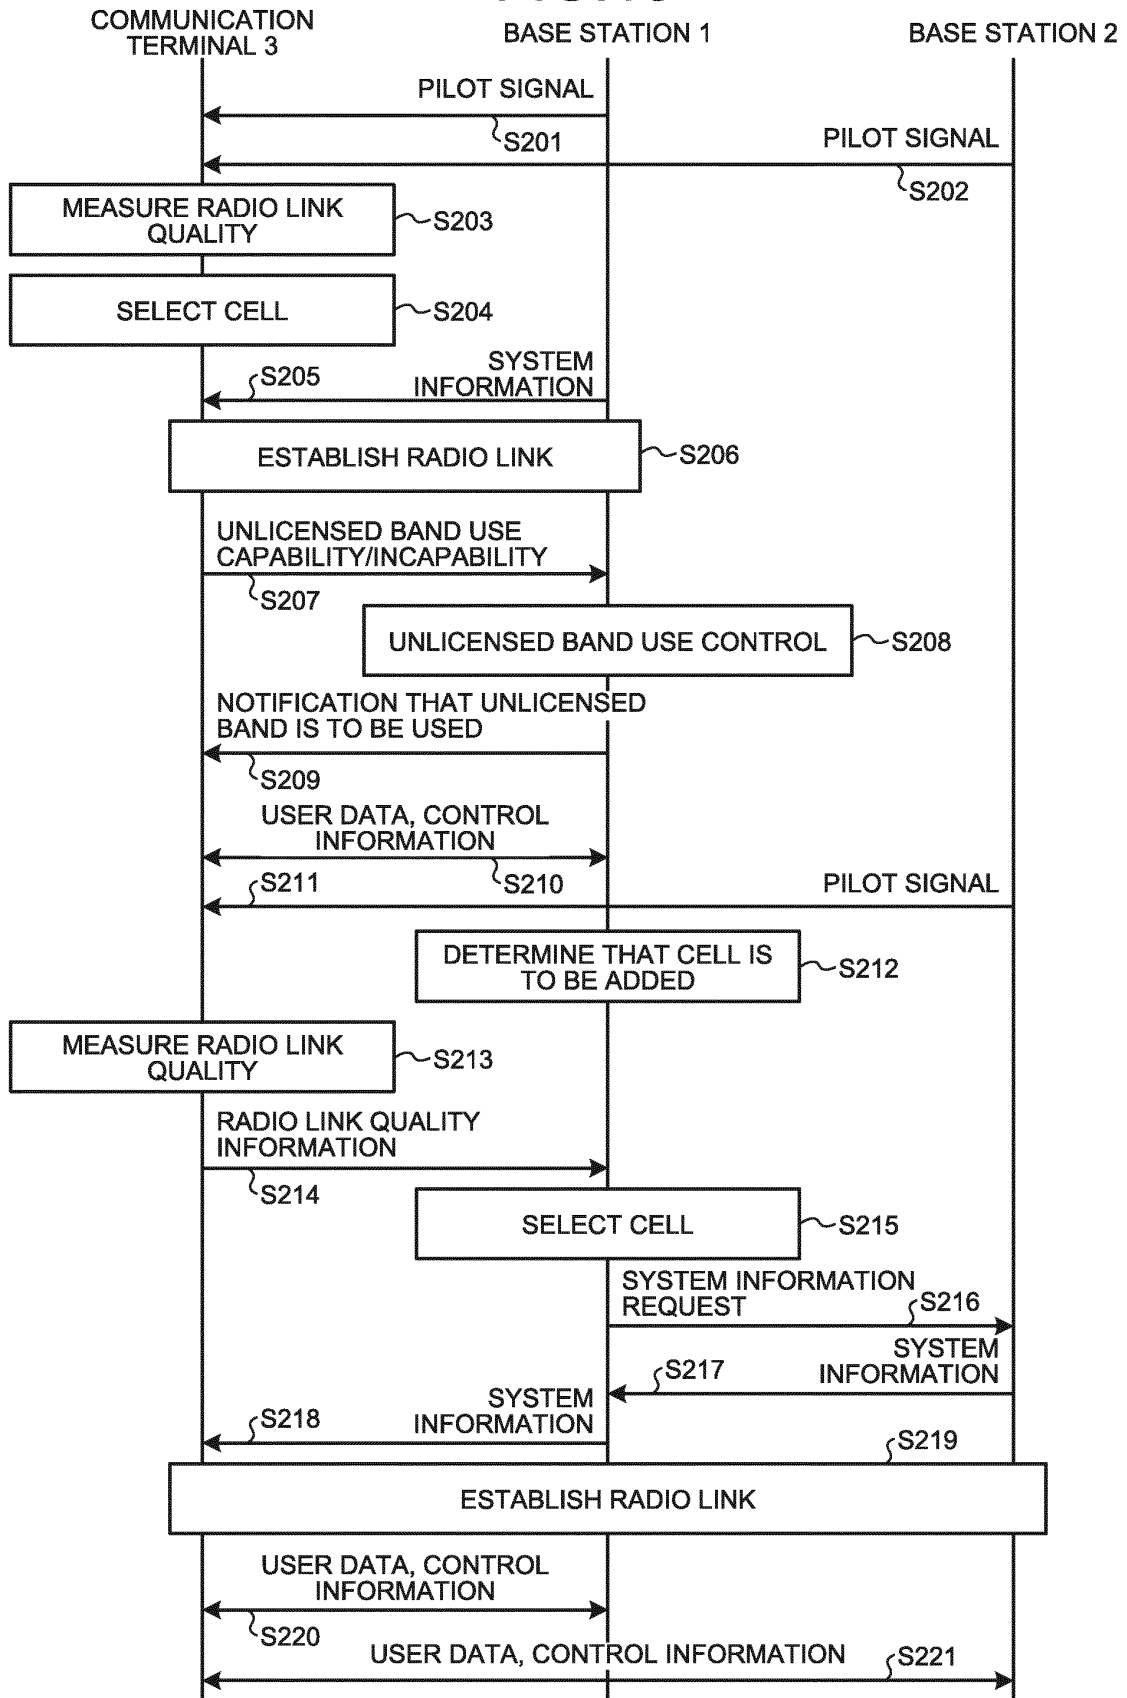 COMMUNICATION
TERMINAL 3
BASE STATION 1
BASE STATION 2
PILOT SIGNAL
S201
PILOT SIGNAL
S202
MEASURE RADIO LINK
QUALITY
S203
SELECT CELL
S204
SYSTEM
INFORMATION
S205
ESTABLISH RADIO LINK
S206
UNLICENSED BAND USE
CAPABILITY/INCAPABILITY
S207
UNLICENSED BAND USE CONTROL
S208
NOTIFICATION THAT UNLICENSED
BAND IS TO BE USED
S209
USER DATA, CONTROL
INFORMATION
S210
S211
PILOT SIGNAL
DETERMINE THAT CELL IS
TO BE ADDED
S212
MEASURE RADIO LINK
QUALITY
S213
RADIO LINK QUALITY
INFORMATION
S214
SELECT CELL
S215
SYSTEM INFORMATION
REQUEST
S216
SYSTEM
INFORMATION
S217
SYSTEM
INFORMATION
S218
S219
ESTABLISH RADIO LINK
USER DATA, CONTROL
INFORMATION
S220
USER DATA, CONTROL INFORMATION
S221